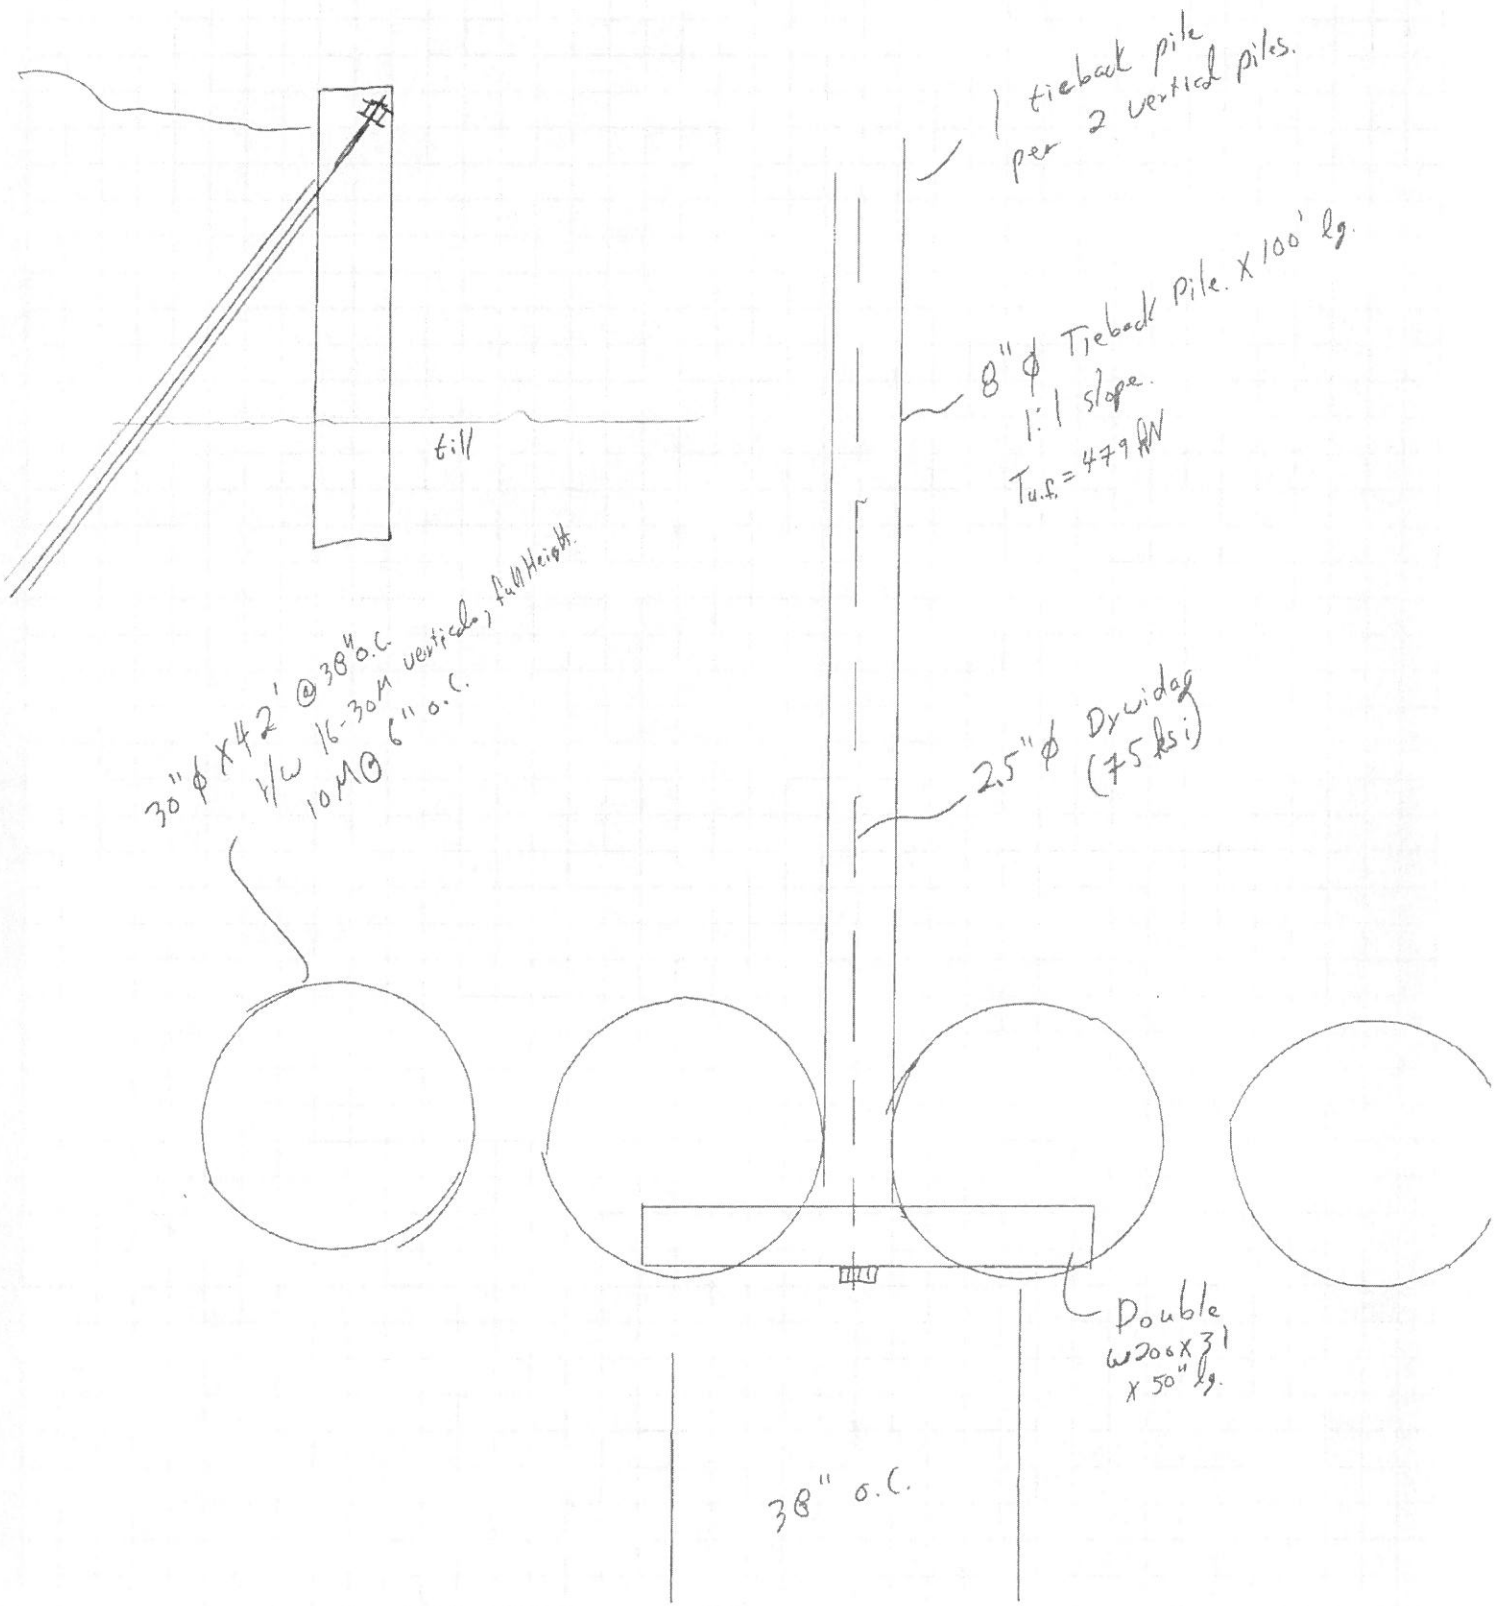 1 tieback pile
per 2 vertical piles.
8"ϕ Tieback Pile. X 100' lg.
1:1 slope.
Tu.f. = 479 kN
till
30"ϕ X 42' @ 38" o.c.
r/w 16-30M verticals, full Height.
10M@ 6" o.c.
2.5"ϕ Dywidag
(75 ksi)
Double
W200X31
X 50" lg.
38" o.c.